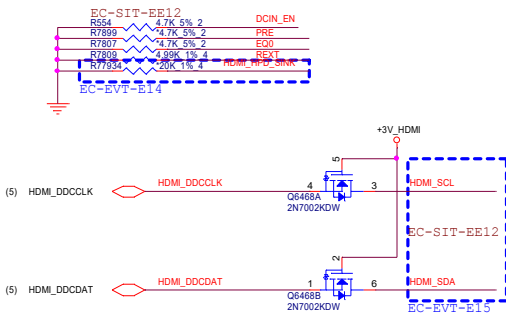 EC-SIT-EE12
R554 4.7K_5%_2 DCIN_EN
R7899 *4.7K_5%_2 PRE
R7807 *4.7K_5%_2 EQ0
R7809 4.99K_1%_4 REXT
R77934 *20K_1%_4 HDMI_HPD_SINK
EC-EVT-E14
+3V_HDMI
5
(5) HDMI_DDCCLK HDMI_DDCCLK 4 3 HDMI_SCL
Q6468A
2N7002KDW
EC-SIT-EE12
2
(5) HDMI_DDCDAT HDMI_DDCDAT 1 6 HDMI_SDA
Q6468B
2N7002KDW
EC-EVT-E15